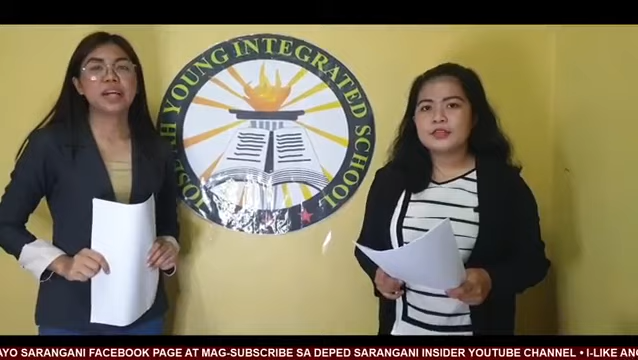 JOSEPH YOUNG INTEGRATED SCHOOL
AYO SARANGANI FACEBOOK PAGE AT MAG-SUBSCRIBE SA DEPED SARANGANI INSIDER YOUTUBE CHANNEL • I-LIKE AN